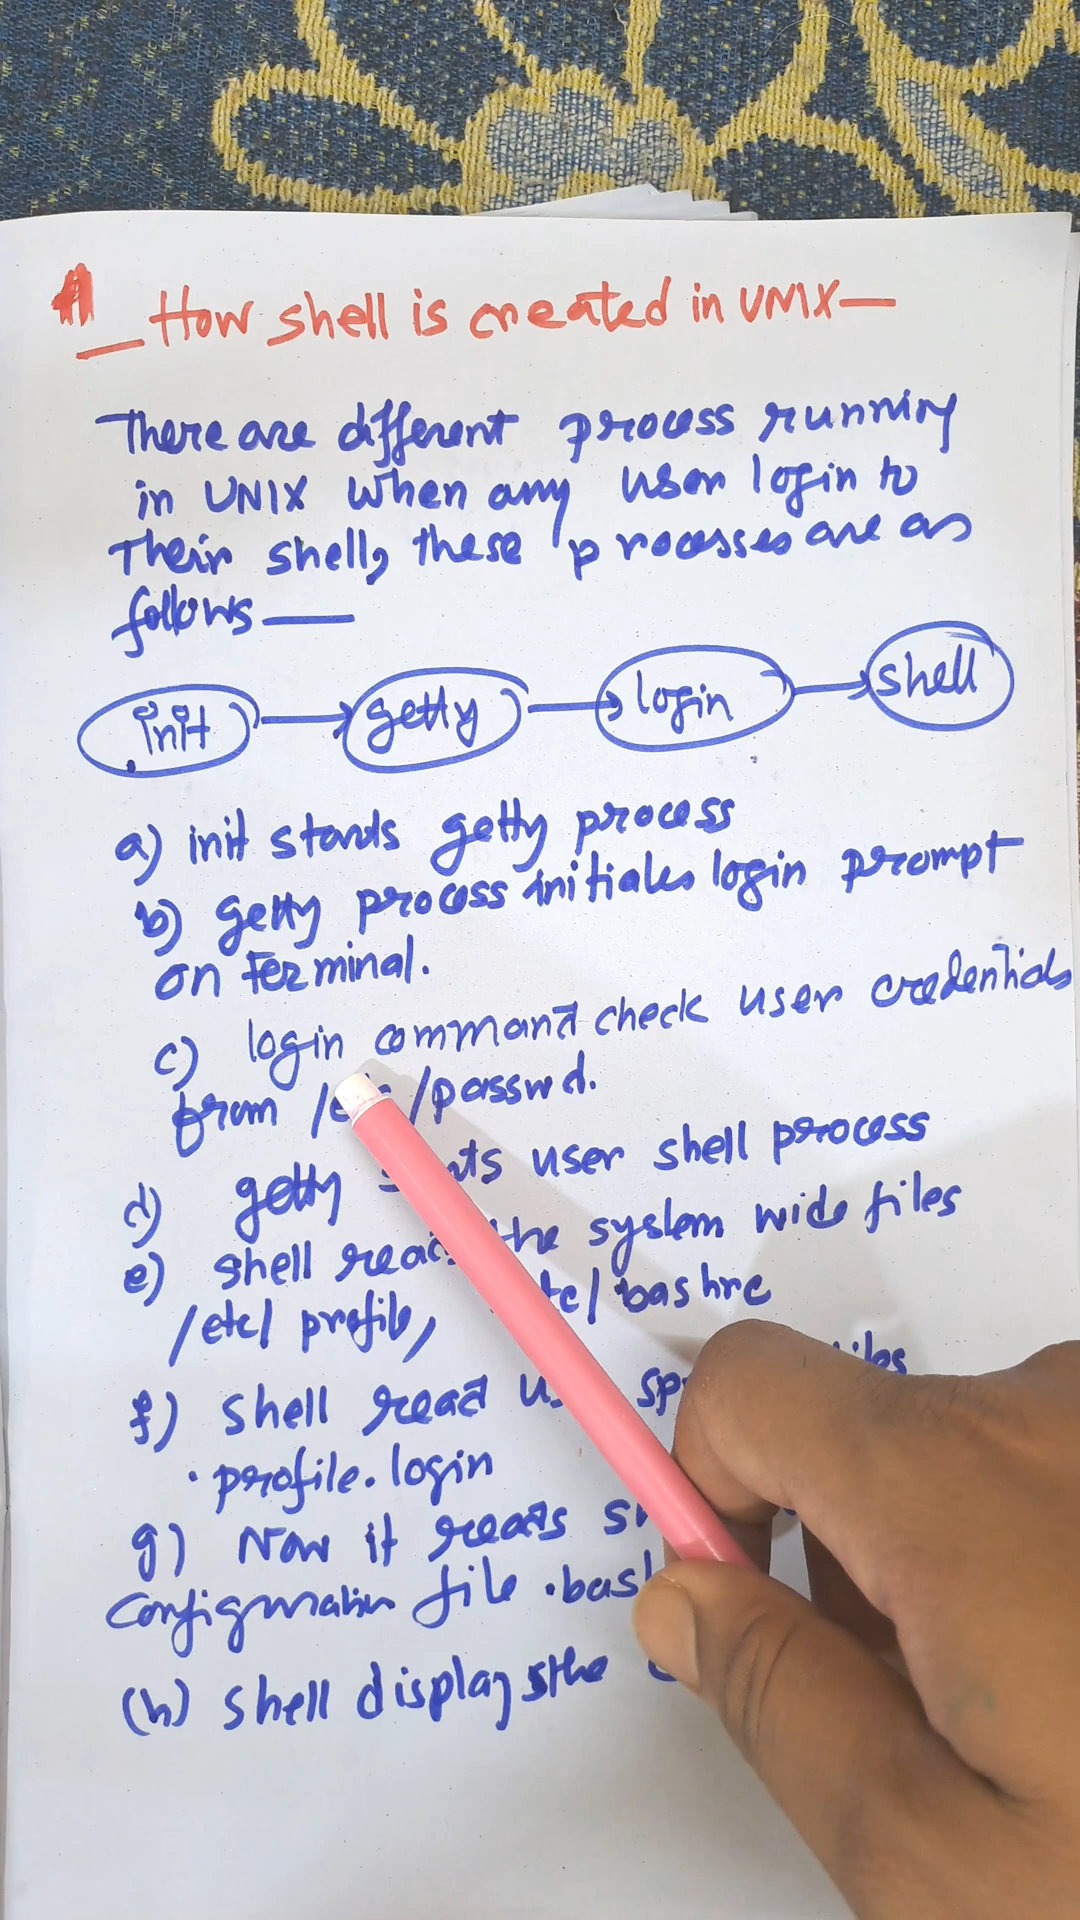 How shell is created in UNIX
There are different process running
in UNIX when any user login to
Their shell, these processes are as
follows
init getty login shell
a) init starts getty process
b) getty process initiates login prompt
on terminal.
c) login command check user credentials
from / /passwd.
d) getty user shell process
e) shell the system wide files
/etc/ profile, bashrc
f) shell read
.profile.login
g) Now it reads
configuration file
(h) shell displays the